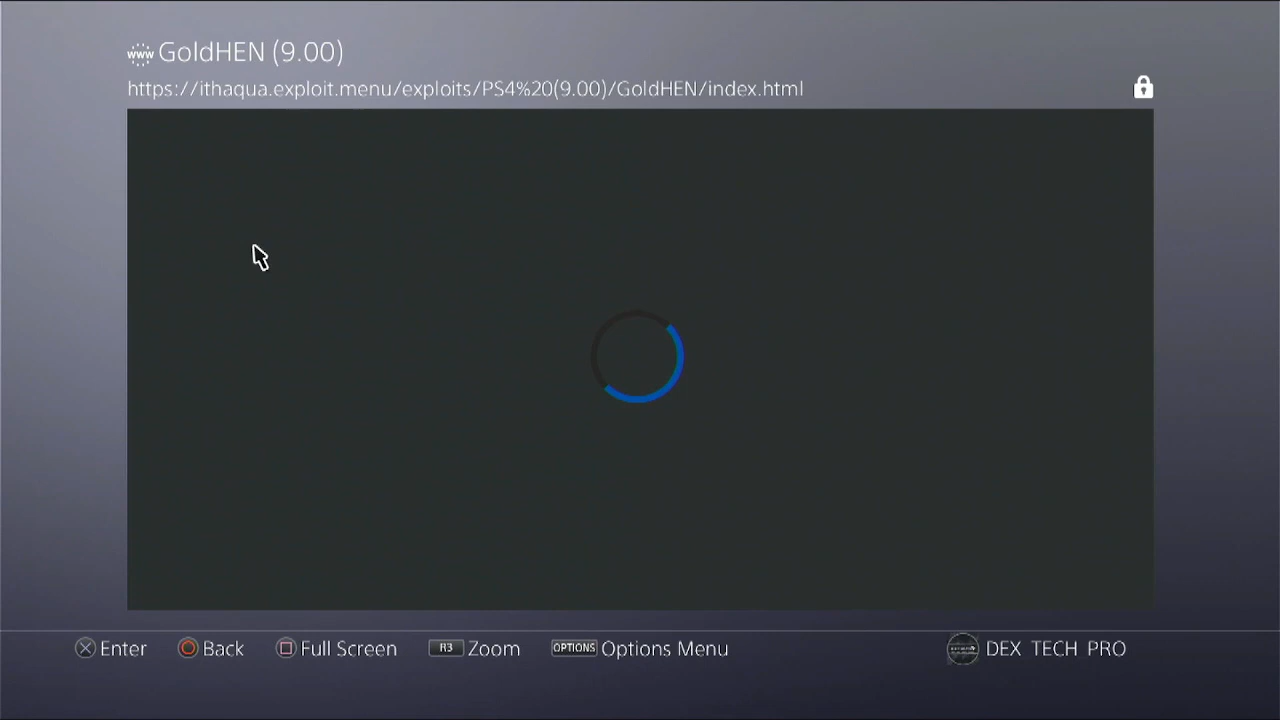 www GoldHEN (9.00)
https://ithaqua.exploit.menu/exploits/PS4%20(9.00)/GoldHEN/index.html
Enter Back Full Screen R3 Zoom OPTIONS Options Menu DEX TECH PRO